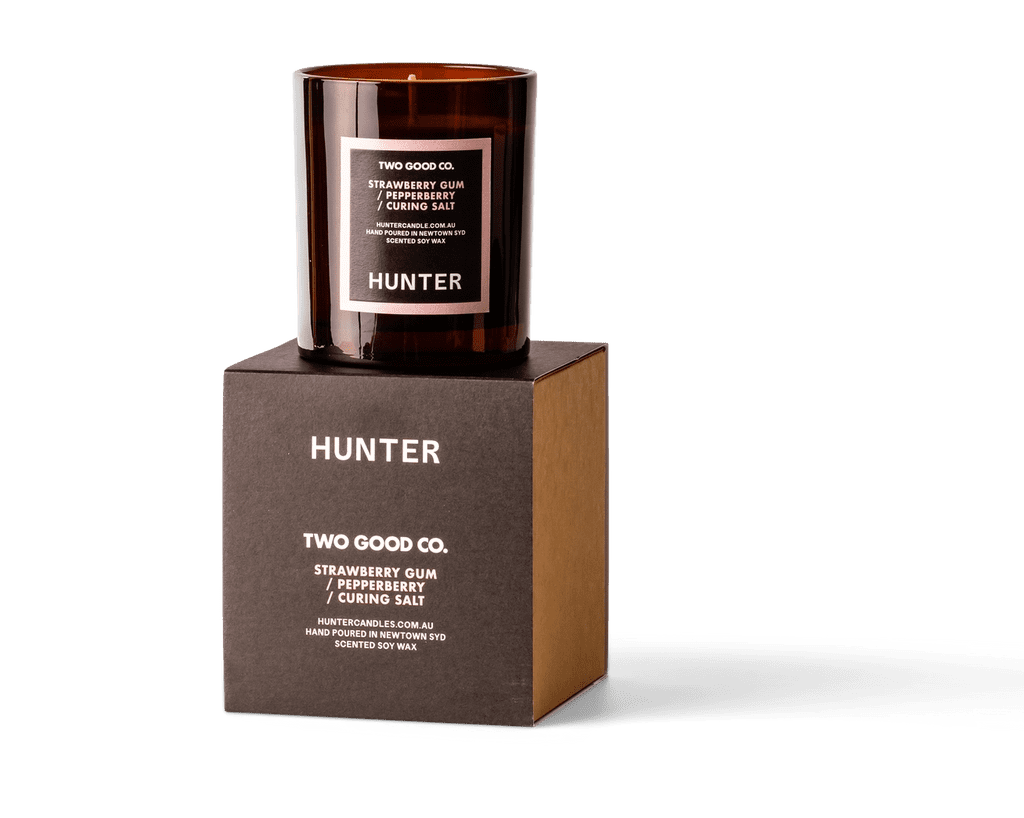 TWO GOOD CO.
STRAWBERRY GUM
/ PEPPERBERRY
/ CURING SALT
HUNTERCANDLE.COM.AU
HAND POURED IN NEWTOWN SYD
SCENTED SOY WAX
HUNTER
HUNTER
TWO GOOD CO.
STRAWBERRY GUM
/ PEPPERBERRY
/ CURING SALT
HUNTERCANDLES.COM.AU
HAND POURED IN NEWTOWN SYD
SCENTED SOY WAX